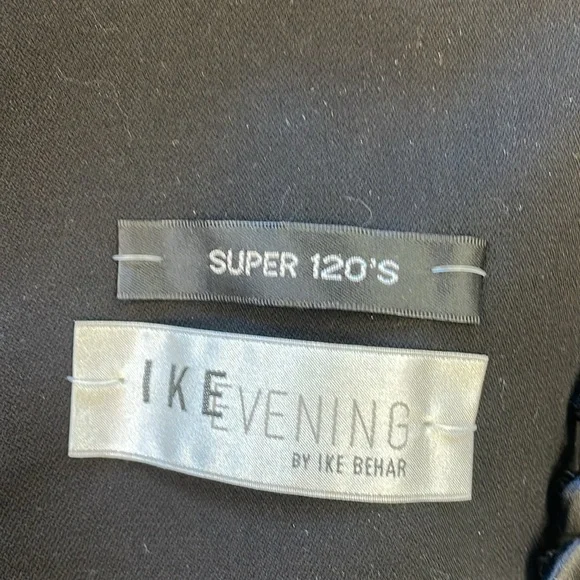 SUPER 120'S
IKE EVENING
BY IKE BEHAR